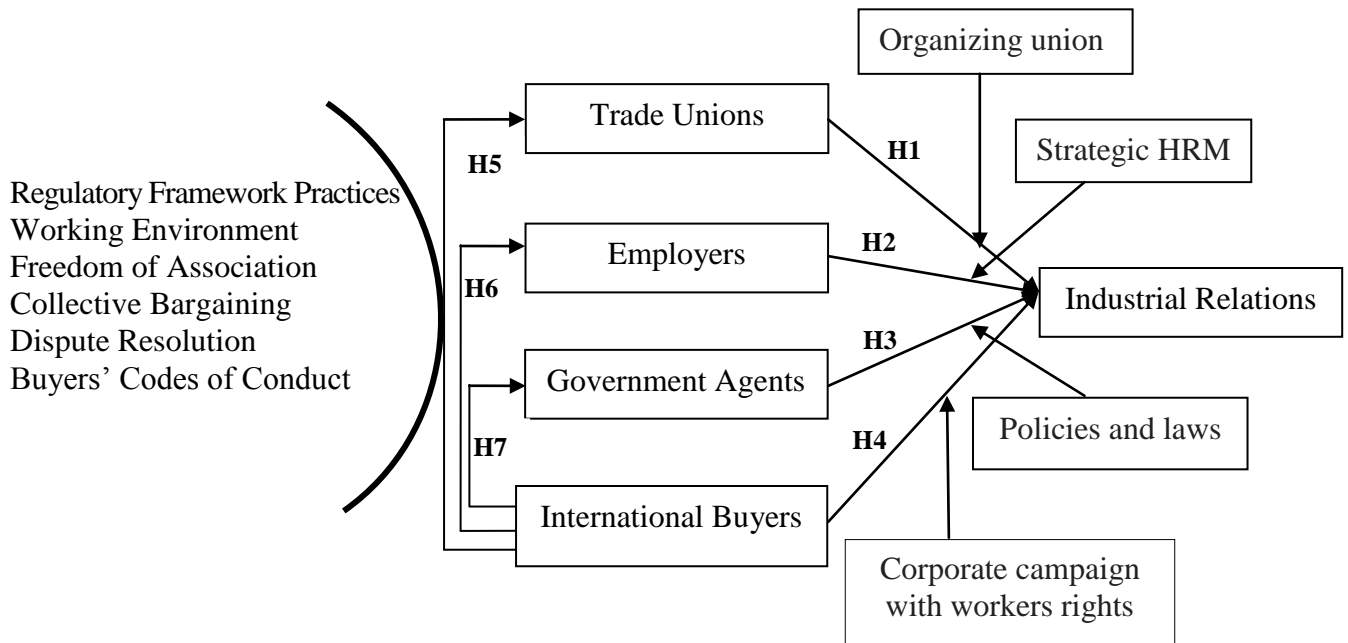 Organizing union
Trade Unions
H1
Strategic HRM
H5
Regulatory Framework Practices
Working Environment
Freedom of Association
Collective Bargaining
Dispute Resolution
Buyers’ Codes of Conduct
Employers
H2
H6
Industrial Relations
H3
Government Agents
H7
H4
Policies and laws
International Buyers
Corporate campaign
with workers rights